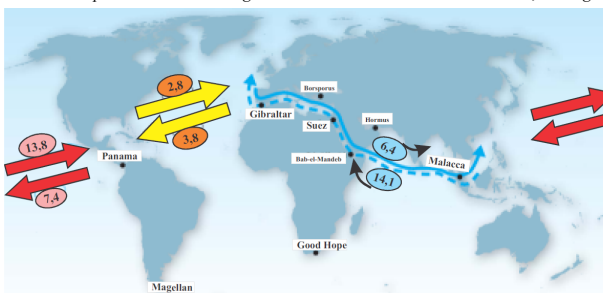 2,8
Borsporus
Gibraltar
3,8
Hormus
Suez
13,8
6,4
Panama
Bab-el-Mandeb
Malacca
14,1
7,4
Good Hope
Magellan